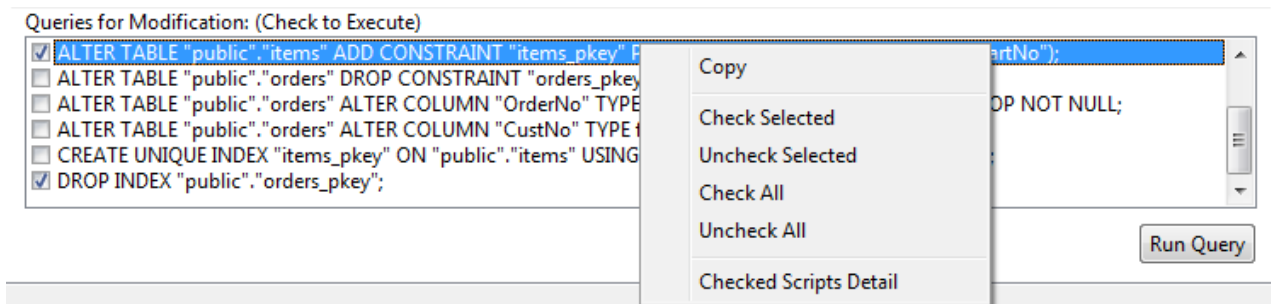 Queries for Modification: (Check to Execute)
ALTER TABLE "public"."items" ADD CONSTRAINT "items_pkey" artNo");
ALTER TABLE "public"."orders" DROP CONSTRAINT "orders_pkey
ALTER TABLE "public"."orders" ALTER COLUMN "OrderNo" TYPE OP NOT NULL;
ALTER TABLE "public"."orders" ALTER COLUMN "CustNo" TYPE
CREATE UNIQUE INDEX "items_pkey" ON "public"."items" USING
DROP INDEX "public"."orders_pkey";
Copy
Check Selected
Uncheck Selected
Check All
Uncheck All
Checked Scripts Detail
Run Query